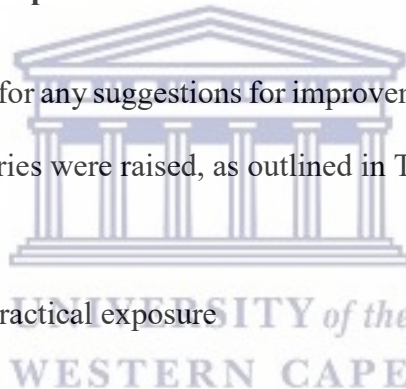 for any suggestions for improver
ries were raised, as outlined in T
ractical exposure
UNIVERSITY of the
WESTERN CAPE